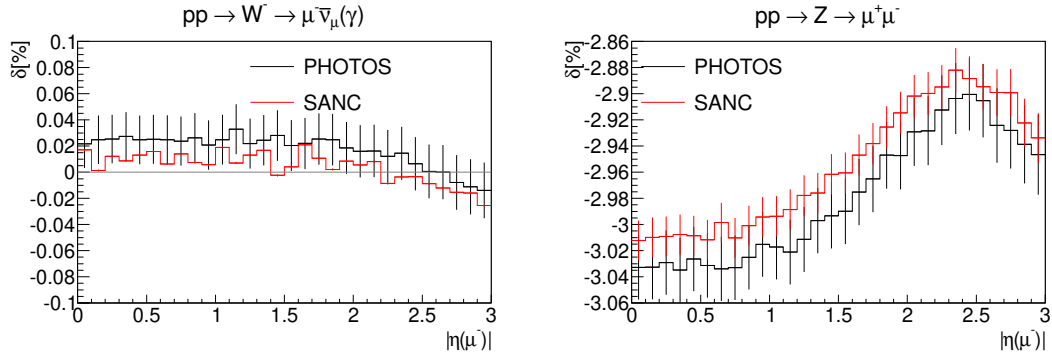 pp → W⁻ → μ⁻ν̄_μ(γ)
δ[%]
0.1
0.08
0.06
0.04
0.02
0
-0.02
-0.04
-0.06
-0.08
-0.1
PHOTOS
SANC
0 0.5 1 1.5 2 2.5 3
|η(μ⁻)|
pp → Z → μ⁺μ⁻
δ[%]
-2.86
-2.88
-2.9
-2.92
-2.94
-2.96
-2.98
-3
-3.02
-3.04
-3.06
PHOTOS
SANC
0 0.5 1 1.5 2 2.5 3
|η(μ⁻)|